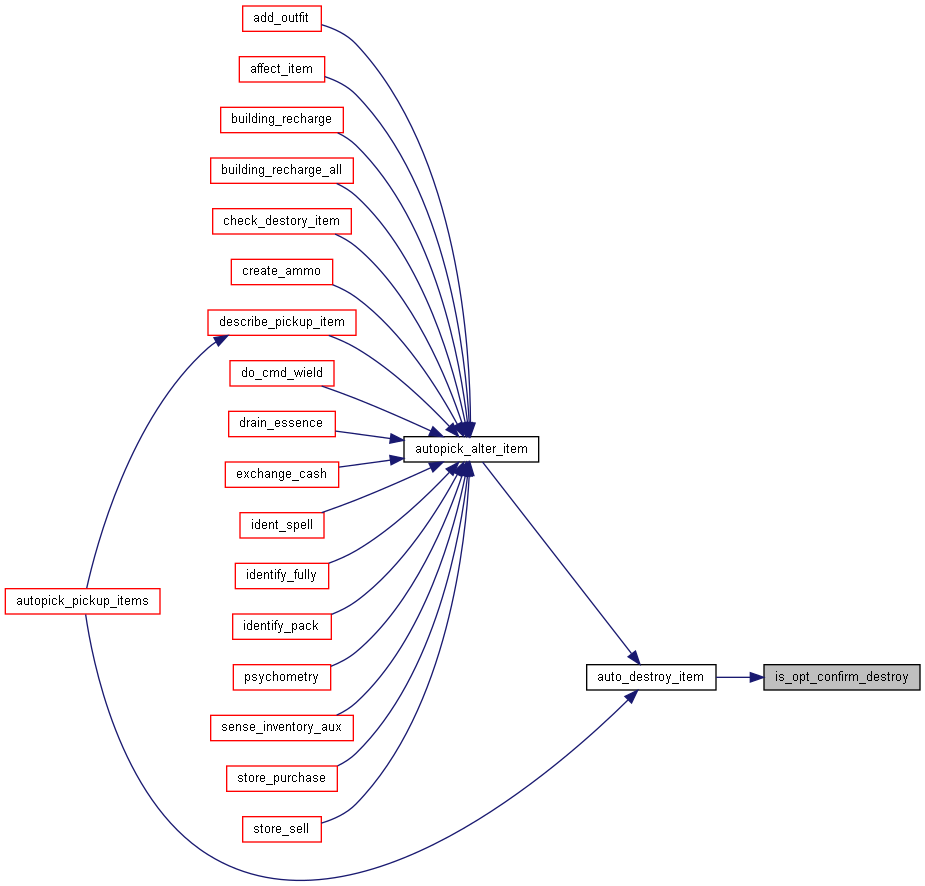 add_outfit
affect_item
building_recharge
building_recharge_all
check_destory_item
create_ammo
describe_pickup_item
do_cmd_wield
drain_essence
autopick_alter_item
exchange_cash
ident_spell
identify_fully
autopick_pickup_items
identify_pack
psychometry
auto_destroy_item
is_opt_confirm_destroy
sense_inventory_aux
store_purchase
store_sell